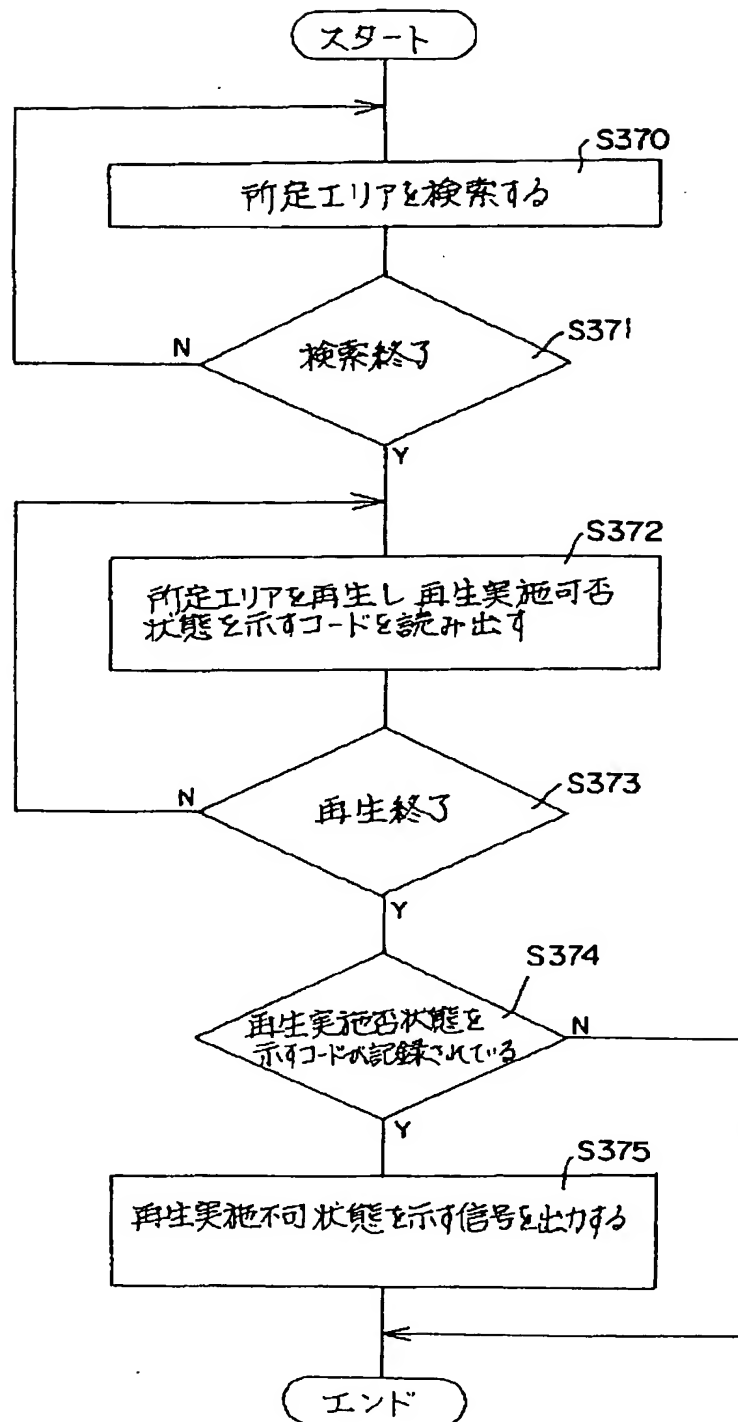 スタート
S370
所定エリアを検索する
S371
検索終了
N
Y
S372
所定エリアを再生し 再生実施可否
状態を示すコードを読み出す
S373
再生終了
N
Y
S374
再生実施否状態を
示すコードが記録されている
N
Y
S375
再生実施不可状態を示す信号を出力する
エンド